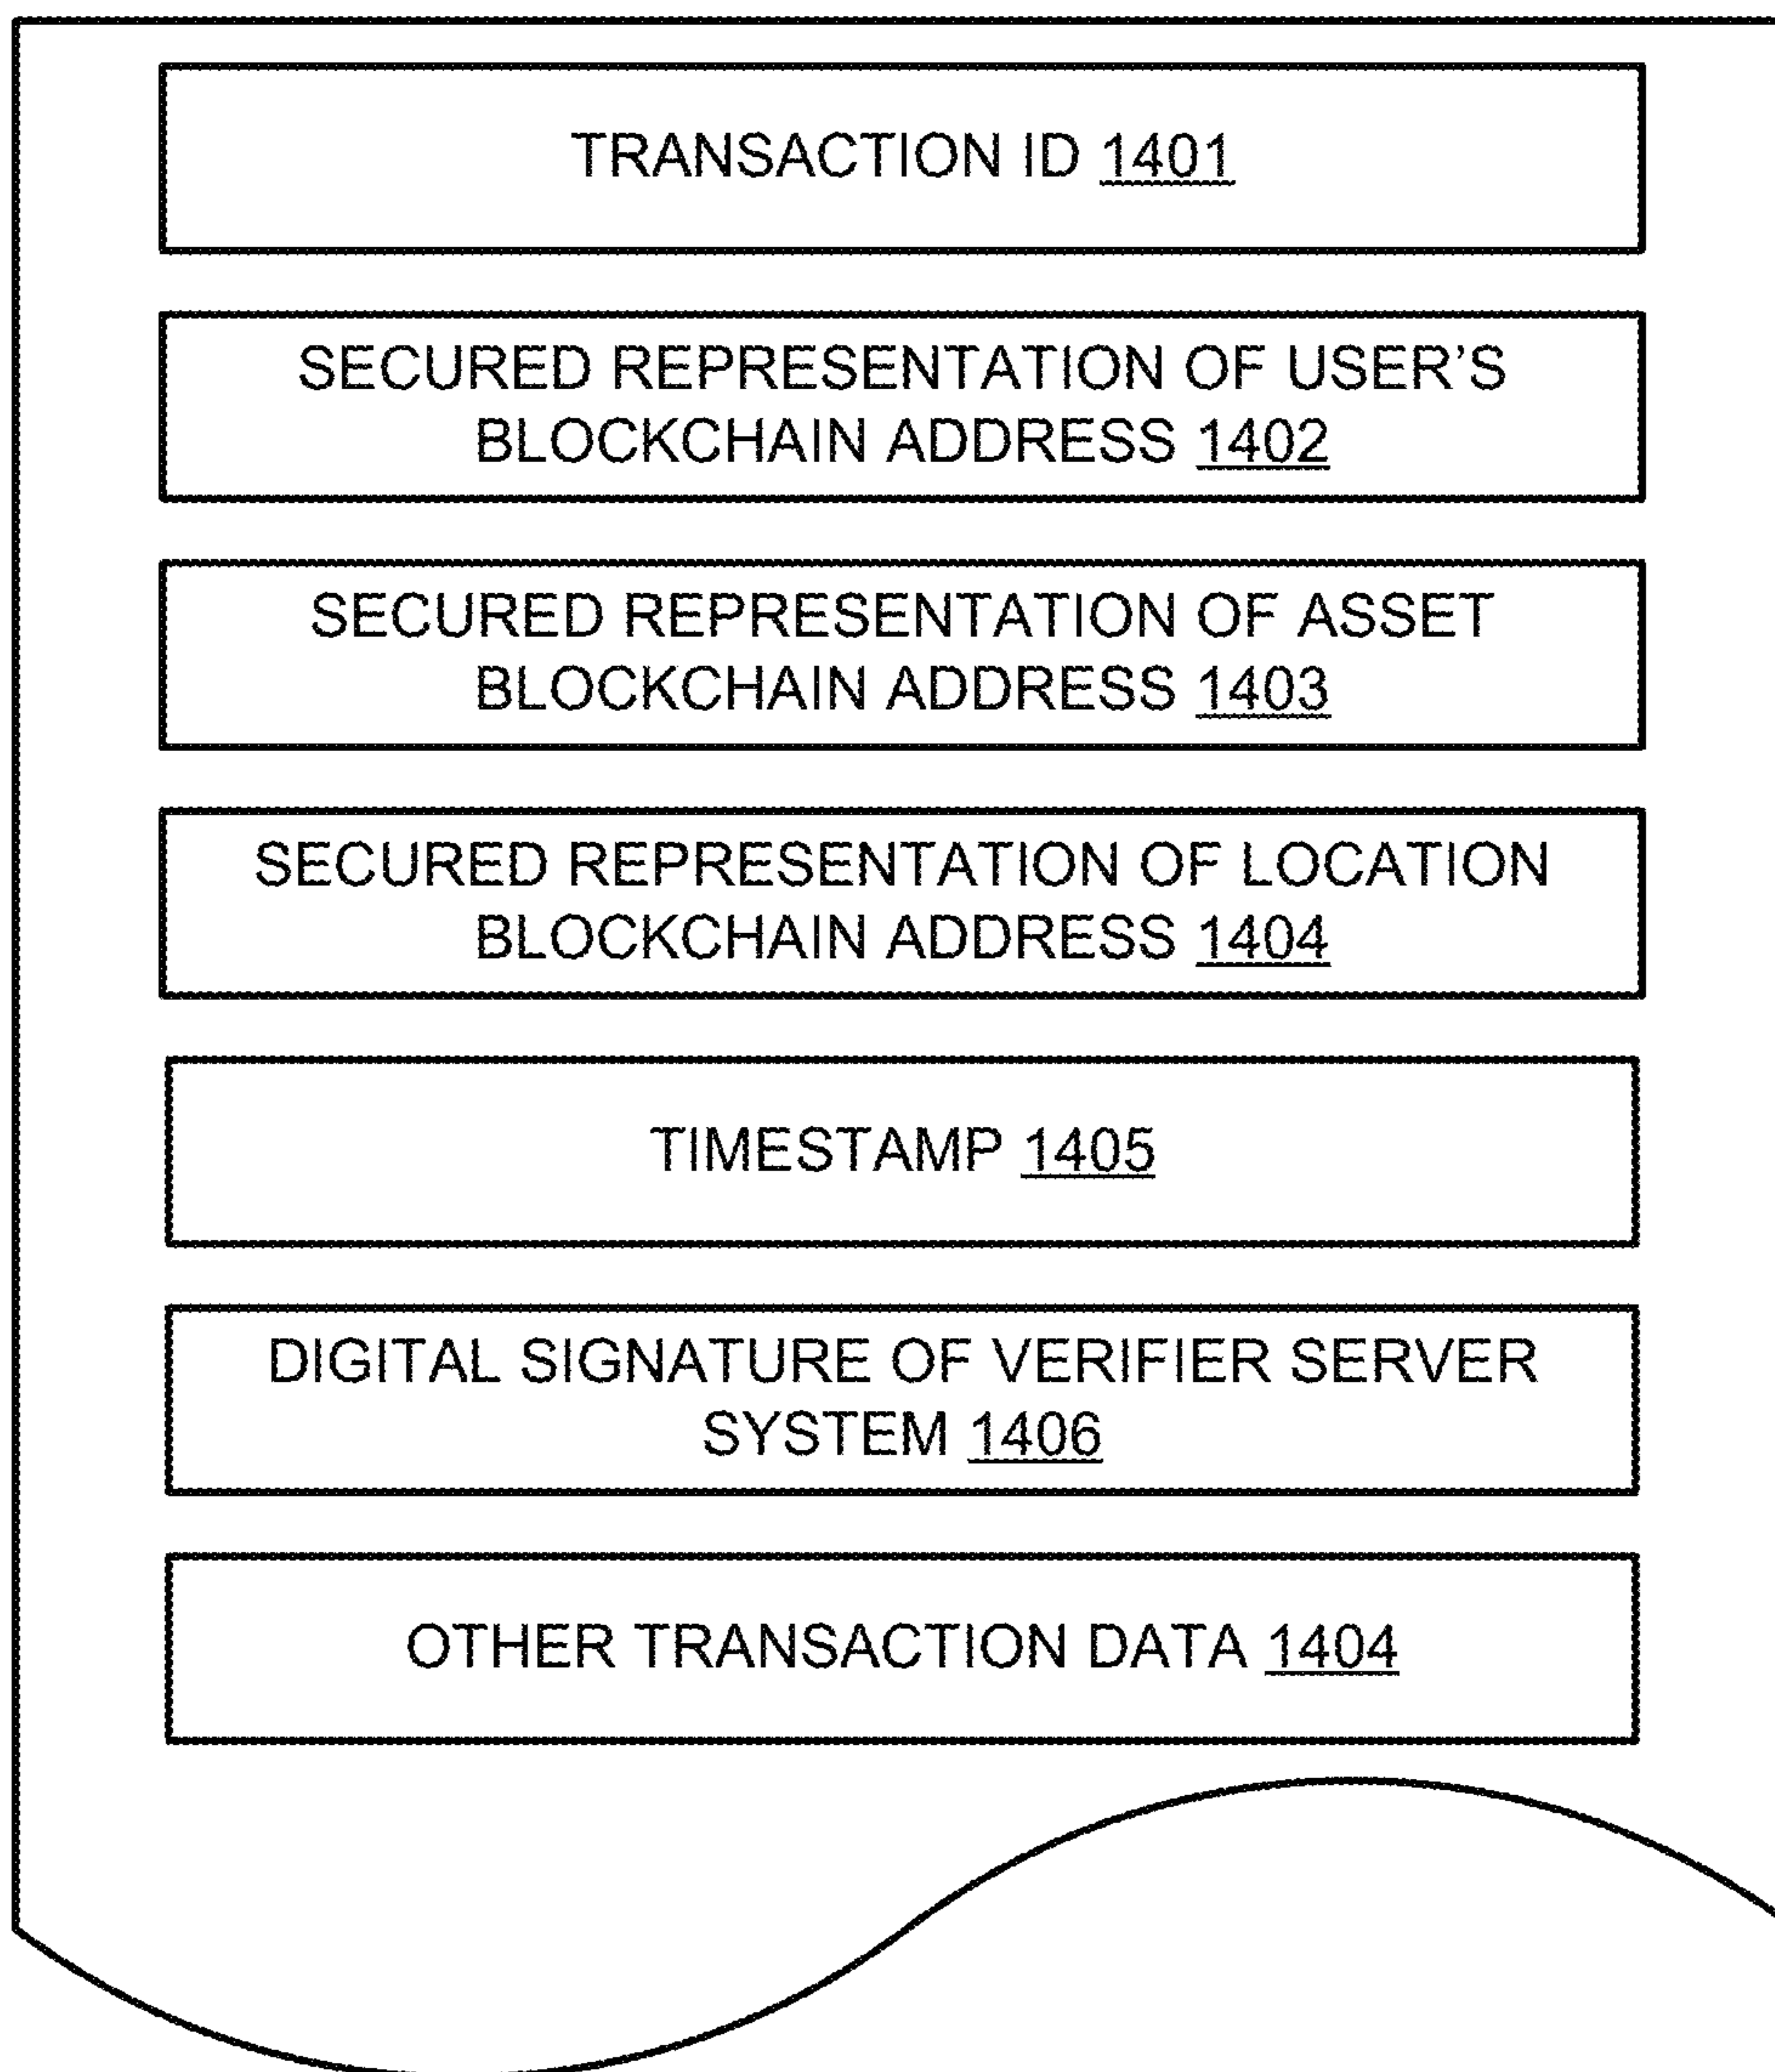 TRANSACTION ID 1401
SECURED REPRESENTATION OF USER’S
BLOCKCHAIN ADDRESS 1402
SECURED REPRESENTATION OF ASSET
BLOCKCHAIN ADDRESS 1403
SECURED REPRESENTATION OF LOCATION
BLOCKCHAIN ADDRESS 1404
TIMESTAMP 1405
DIGITAL SIGNATURE OF VERIFIER SERVER
SYSTEM 1406
OTHER TRANSACTION DATA 1404